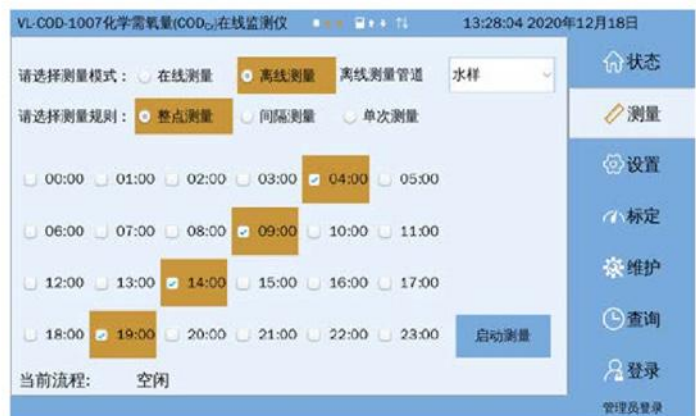 VL-COD-1007化学需氧量(CODCr)在线监测仪 13:28:04 2020年12月18日
请选择测量模式： 在线测量 离线测量 离线测量管道 水样
请选择测量规则： 整点测量 间隔测量 单次测量
00:00 01:00 02:00 03:00 04:00 05:00
06:00 07:00 08:00 09:00 10:00 11:00
12:00 13:00 14:00 15:00 16:00 17:00
18:00 19:00 20:00 21:00 22:00 23:00 启动测量
当前流程: 空闲
状态
测量
设置
标定
维护
查询
登录
管理员登录